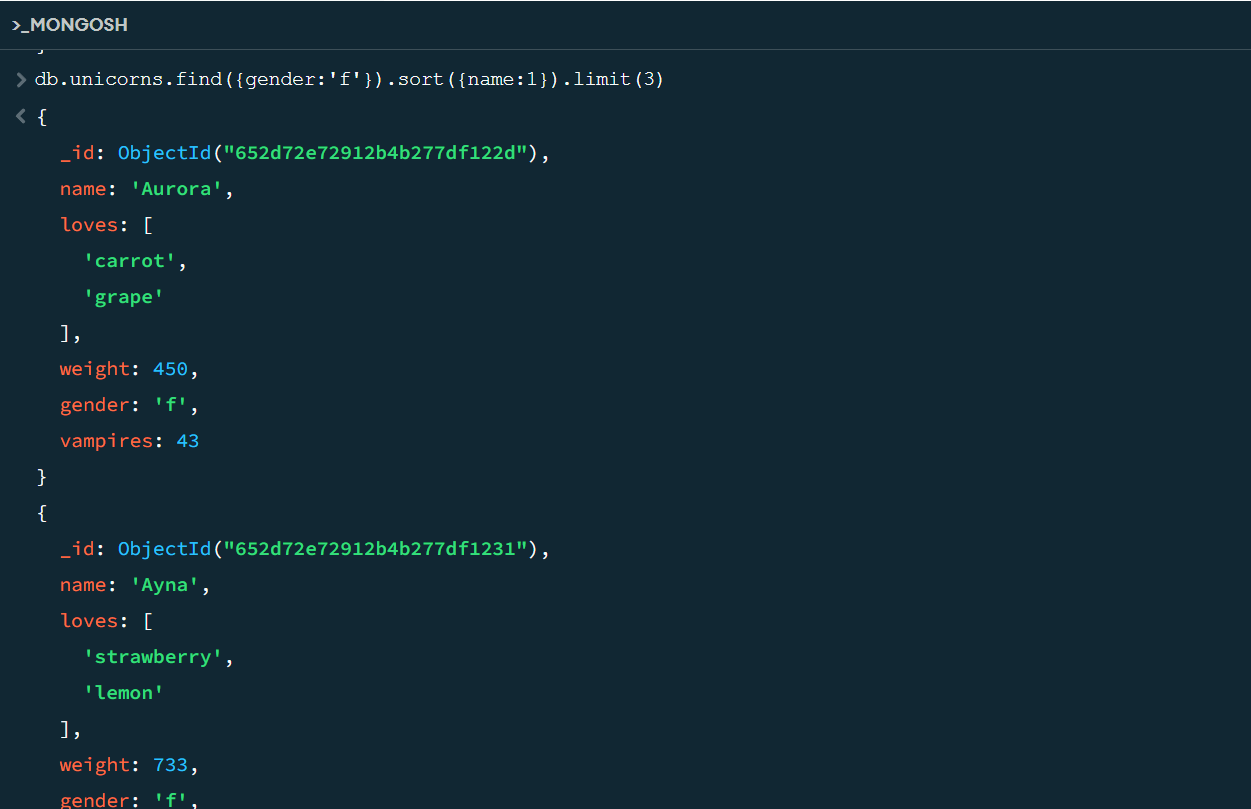 >_MONGOSH
}
> db.unicorns.find({gender:'f'}).sort({name:1}).limit(3)
< {
_id: ObjectId("652d72e72912b4b277df122d"),
name: 'Aurora',
loves: [
'carrot',
'grape'
],
weight: 450,
gender: 'f',
vampires: 43
}
{
_id: ObjectId("652d72e72912b4b277df1231"),
name: 'Ayna',
loves: [
'strawberry',
'lemon'
],
weight: 733,
gender: 'f',